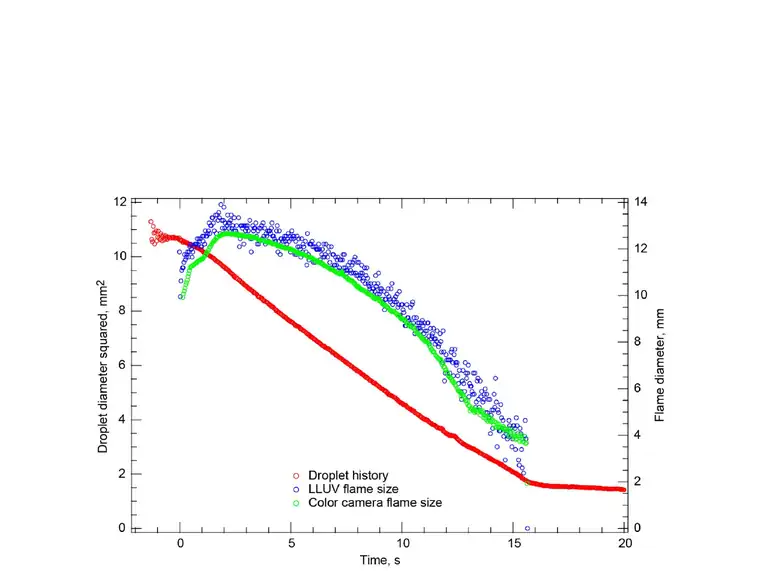 12
10
8
6
4
2
0
Droplet diameter squared, mm2
14
12
10
8
6
4
2
0
Flame diameter, mm
Droplet history
LLUV flame size
Color camera flame size
0 5 10 15 20
Time, s